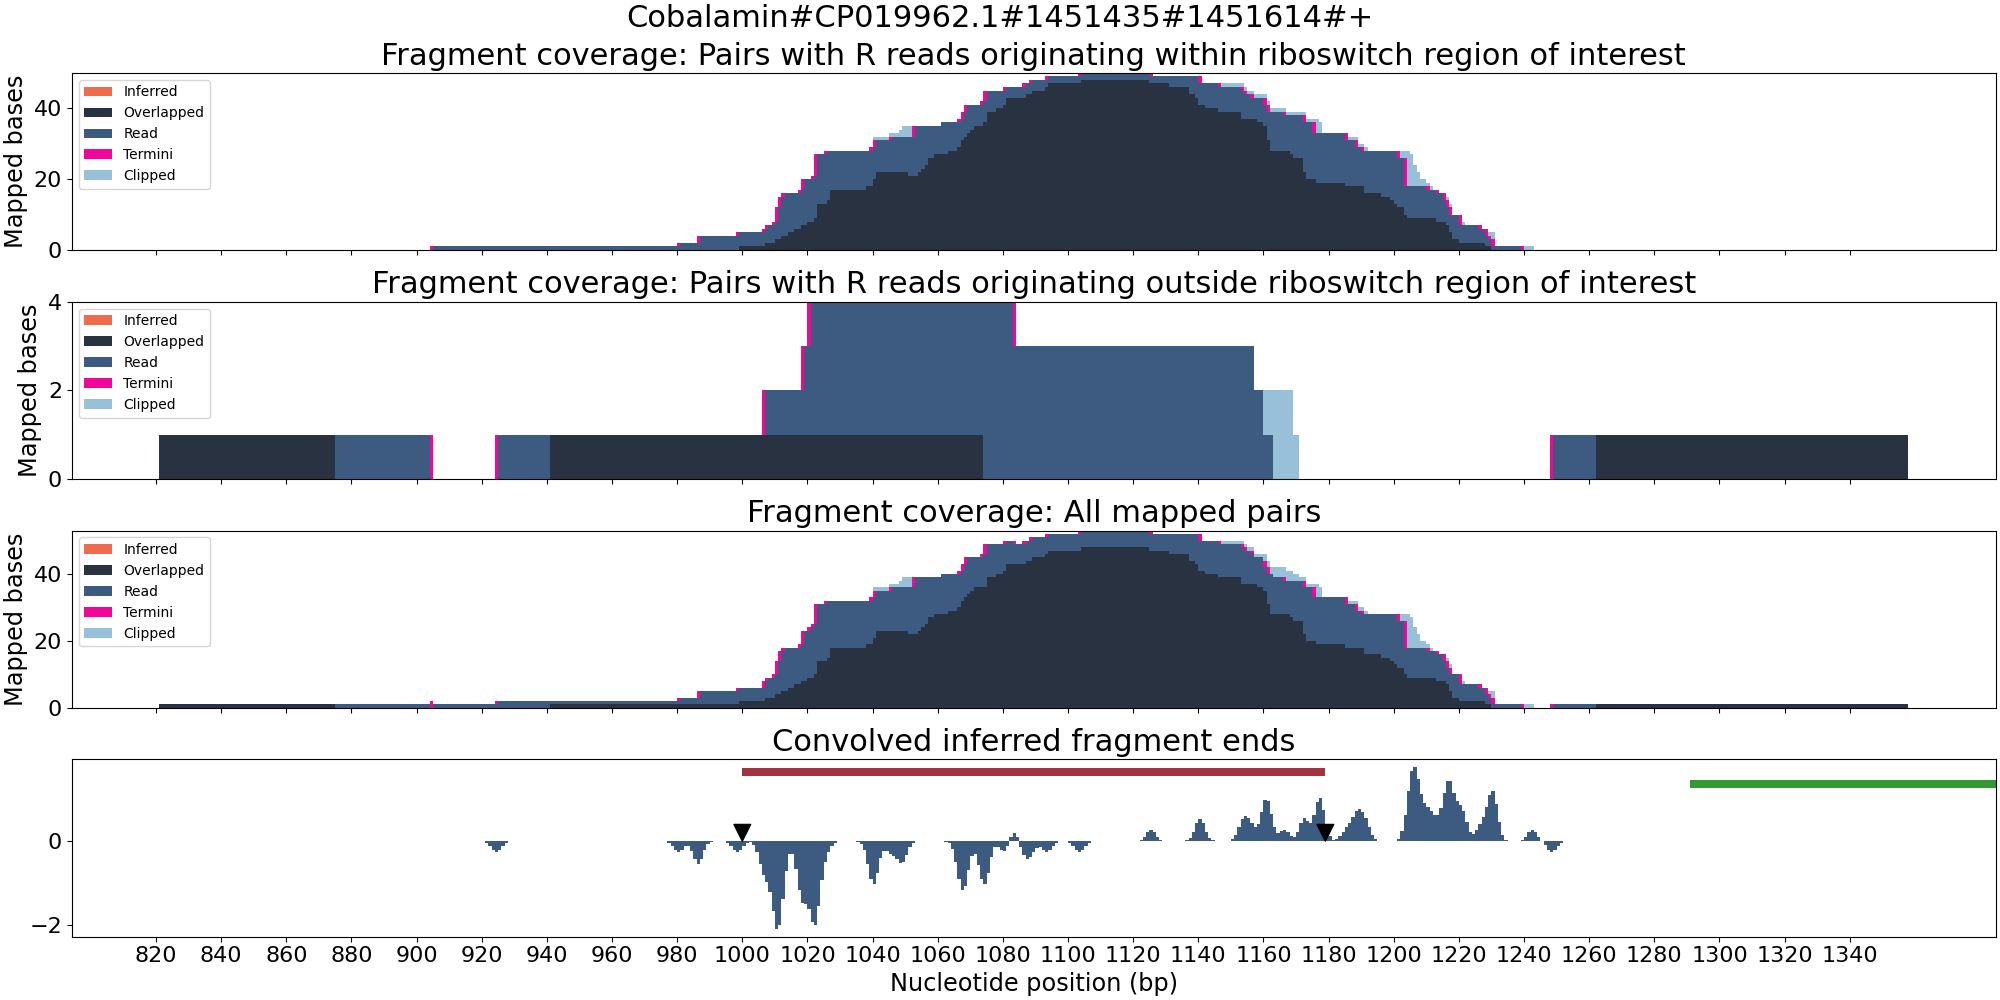 Cobalamin#CP019962.1#1451435#1451614#+
Fragment coverage: Pairs with R reads originating within riboswitch region of interest
Mapped bases
40
20
0
Inferred
Overlapped
Read
Termini
Clipped
Fragment coverage: Pairs with R reads originating outside riboswitch region of interest
Mapped bases
4
2
0
Inferred
Overlapped
Read
Termini
Clipped
Fragment coverage: All mapped pairs
Mapped bases
40
20
0
Inferred
Overlapped
Read
Termini
Clipped
Convolved inferred fragment ends
0
−2
820 840 860 880 900 920 940 960 980 1000 1020 1040 1060 1080 1100 1120 1140 1160 1180 1200 1220 1240 1260 1280 1300 1320 1340
Nucleotide position (bp)